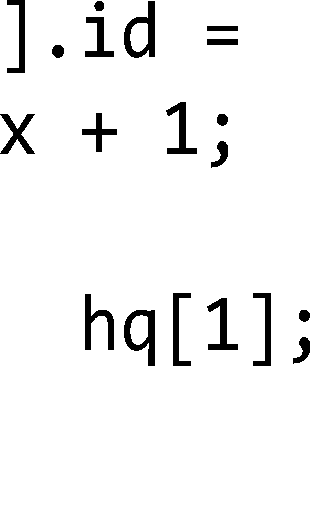 ].id =
x + 1;
hq[1];